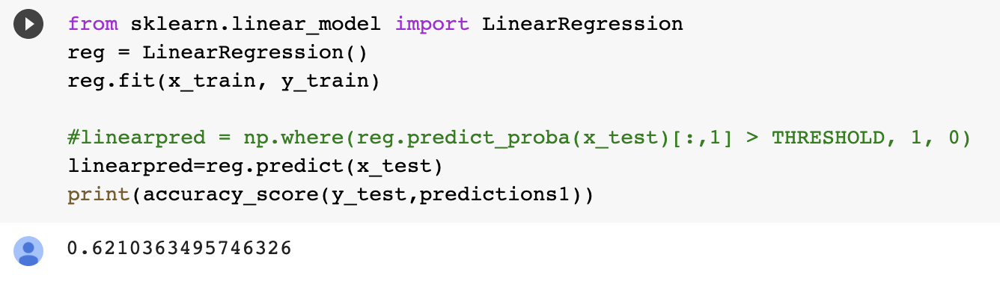 from sklearn.linear_model import LinearRegression
reg = LinearRegression()
reg.fit(x_train, y_train)
#linearpred = np.where(reg.predict_proba(x_test)[:,1] > THRESHOLD, 1, 0)
linearpred=reg.predict(x_test)
print(accuracy_score(y_test,predictions1))
0.6210363495746326